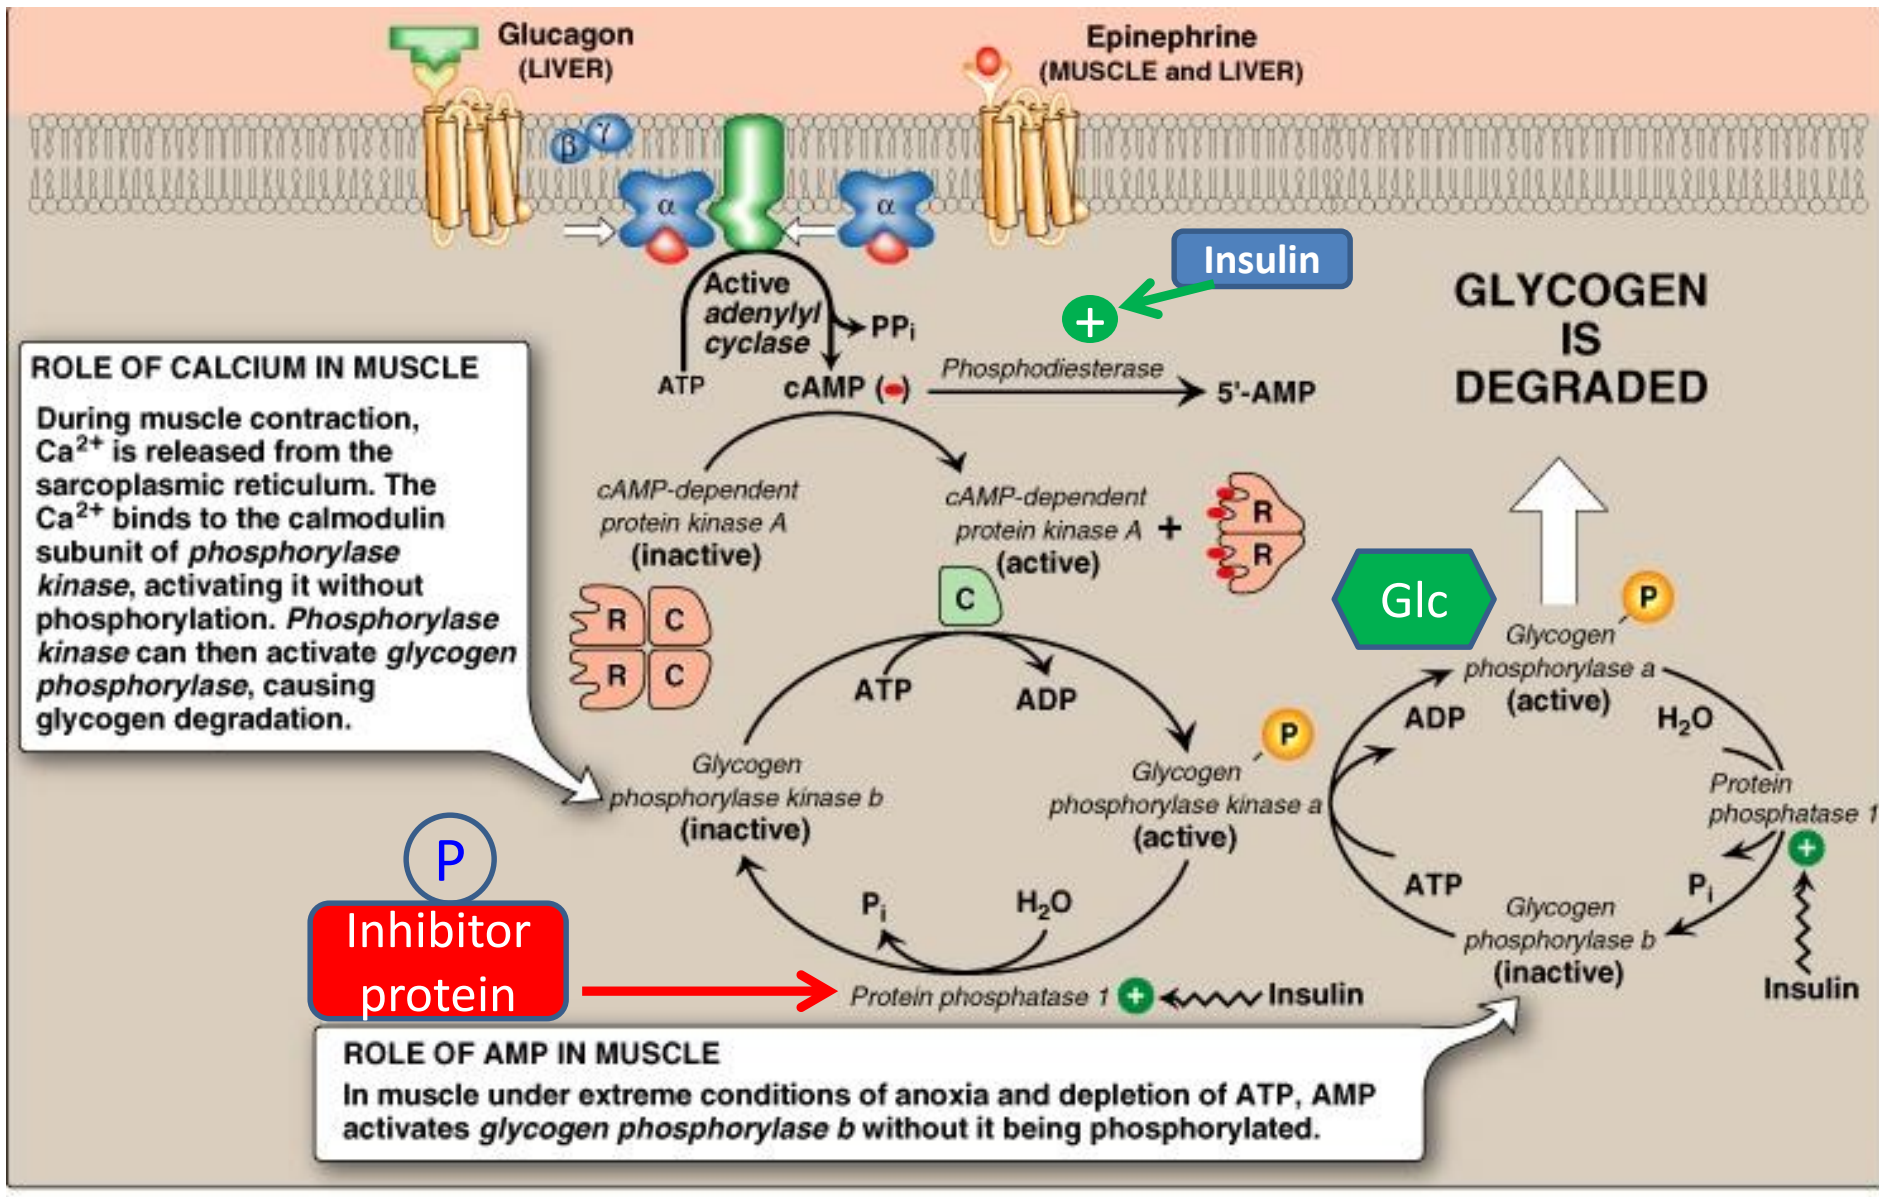 Glucagon
(LIVER)
Epinephrine
(MUSCLE and LIVER)
β
γ
α
α
Insulin
+
Active
adenylyl
cyclase
PPi
ATP
cAMP (•)
Phosphodiesterase
5'-AMP
GLYCOGEN
IS
DEGRADED
ROLE OF CALCIUM IN MUSCLE
During muscle contraction,
Ca2+ is released from the
sarcoplasmic reticulum. The
Ca2+ binds to the calmodulin
subunit of phosphorylase
kinase, activating it without
phosphorylation. Phosphorylase
kinase can then activate glycogen
phosphorylase, causing
glycogen degradation.
cAMP-dependent
protein kinase A
(inactive)
R
C
R
C
cAMP-dependent
protein kinase A
(active)
+
R
R
C
ATP
ADP
Glycogen
phosphorylase kinase b
(inactive)
Glycogen
phosphorylase kinase a
(active)
P
Pi
H2O
Protein phosphatase 1
+
Insulin
P
Inhibitor
protein
Glc
P
Glycogen
phosphorylase a
(active)
ADP
H2O
Protein
phosphatase 1
+
ATP
Pi
Glycogen
phosphorylase b
(inactive)
Insulin
ROLE OF AMP IN MUSCLE
In muscle under extreme conditions of anoxia and depletion of ATP, AMP
activates glycogen phosphorylase b without it being phosphorylated.